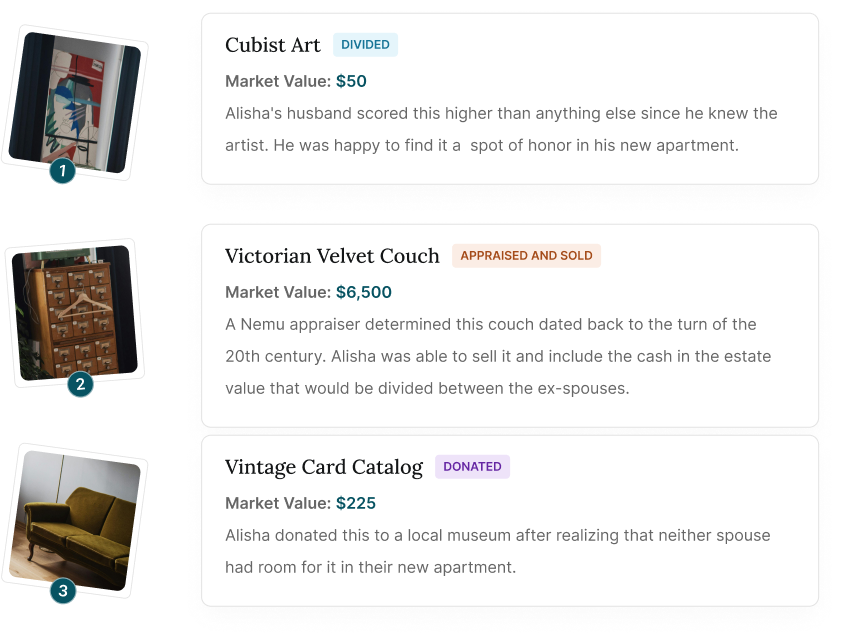 Cubist Art DIVIDED
Market Value: $50
Alisha's husband scored this higher than anything else since he knew the
artist. He was happy to find it a  spot of honor in his new apartment.
1
Victorian Velvet Couch APPRAISED AND SOLD
Market Value: $6,500
A Nemu appraiser determined this couch dated back to the turn of the
20th century. Alisha was able to sell it and include the cash in the estate
value that would be divided between the ex-spouses.
2
Vintage Card Catalog DONATED
Market Value: $225
Alisha donated this to a local museum after realizing that neither spouse
had room for it in their new apartment.
3